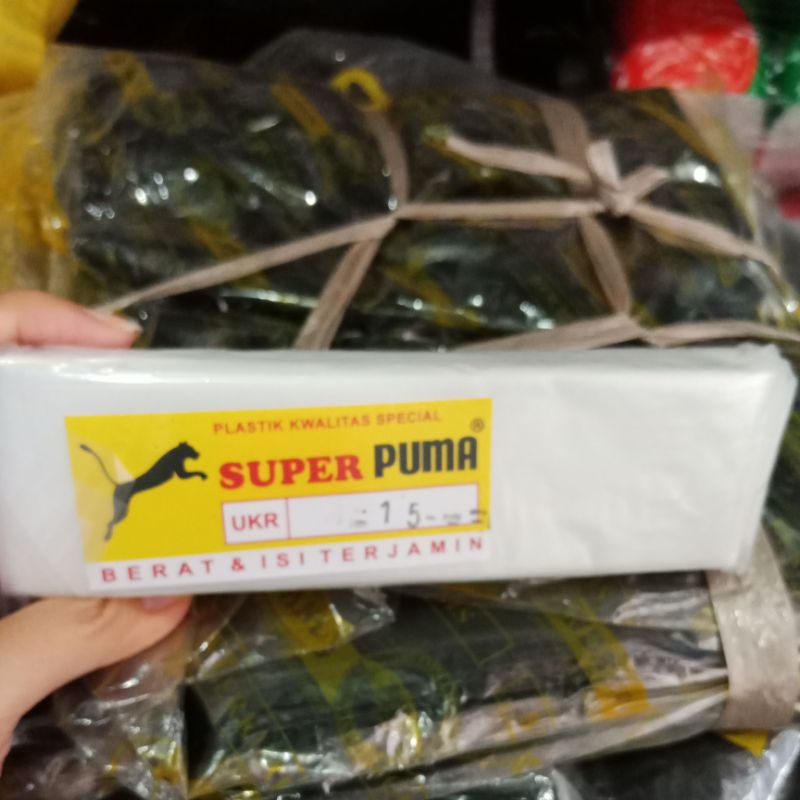 PLASTIK KWALITAS SPECIAL
SUPER PUMA ®
UKR = 15 - = =
BERAT & ISI TERJAMIN